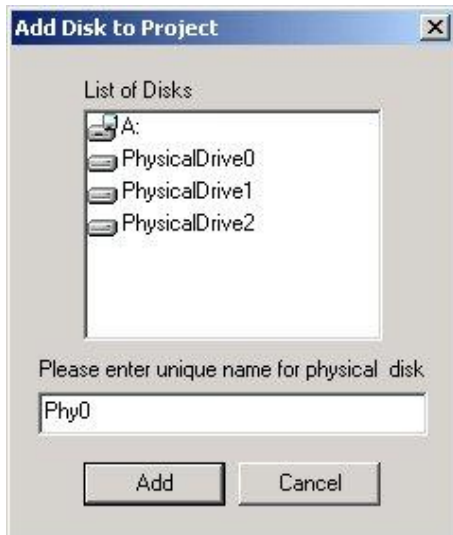 Add Disk to Project
List of Disks
A:
PhysicalDrive0
PhysicalDrive1
PhysicalDrive2
Please enter unique name for physical disk
Phy0
Add
Cancel